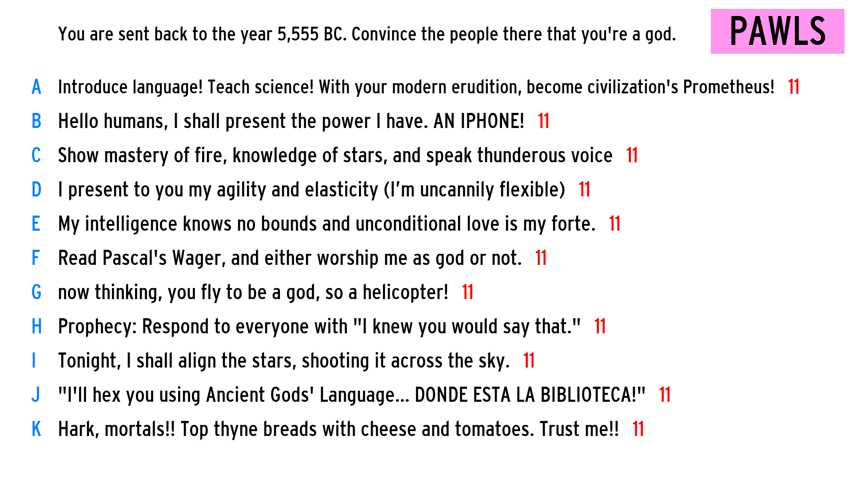 You are sent back to the year 5,555 BC. Convince the people there that you're a god.
PAWLS
A Introduce language! Teach science! With your modern erudition, become civilization's Prometheus! 11
B Hello humans, I shall present the power I have. AN IPHONE! 11
C Show mastery of fire, knowledge of stars, and speak thunderous voice 11
D I present to you my agility and elasticity (I'm uncannily flexible) 11
E My intelligence knows no bounds and unconditional love is my forte. 11
F Read Pascal's Wager, and either worship me as god or not. 11
G now thinking, you fly to be a god, so a helicopter! 11
H Prophecy: Respond to everyone with "I knew you would say that." 11
I Tonight, I shall align the stars, shooting it across the sky. 11
J "I'll hex you using Ancient Gods' Language... DONDE ESTA LA BIBLIOTECA!" 11
K Hark, mortals!! Top thyne breads with cheese and tomatoes. Trust me!! 11